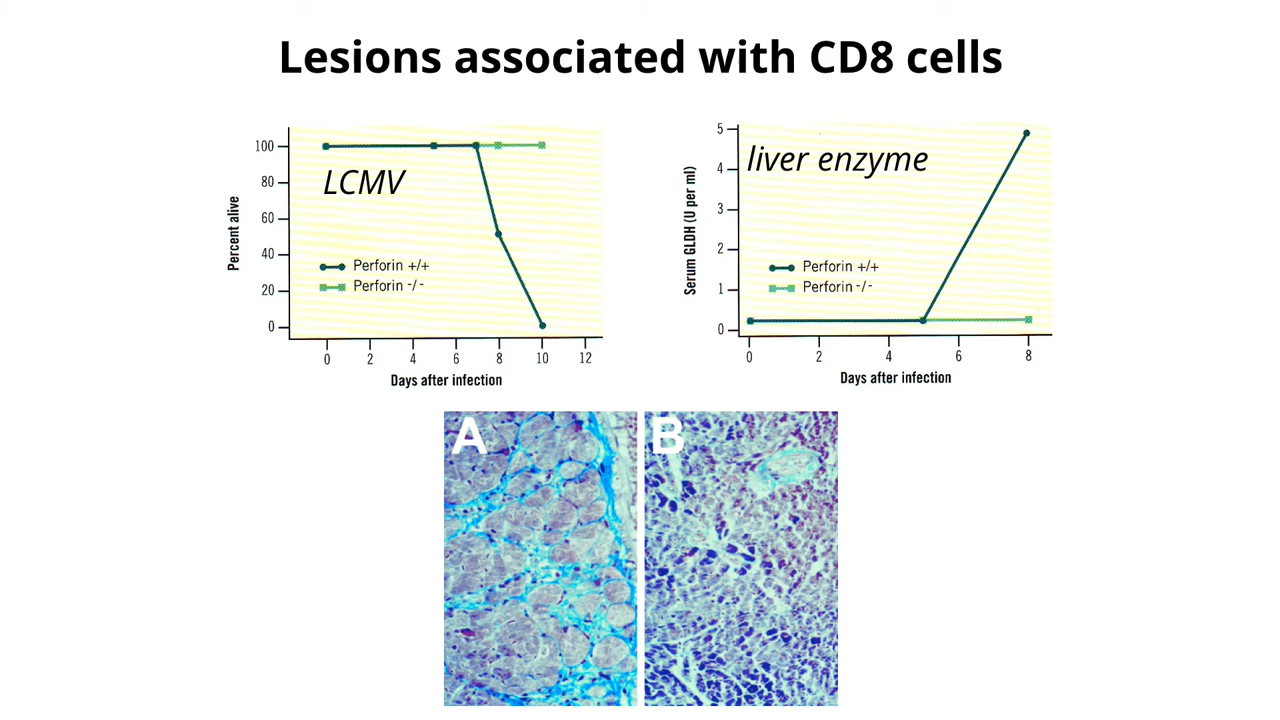 Lesions associated with CD8 cells
100
80
60
40
20
0
Percent alive
LCMV
Perforin +/+
Perforin -/-
0 2 4 6 8 10 12
Days after infection
5
4
3
2
1
0
Serum GLDH (U per ml)
liver enzyme
Perforin +/+
Perforin -/-
0 2 4 6 8
Days after infection
A
B